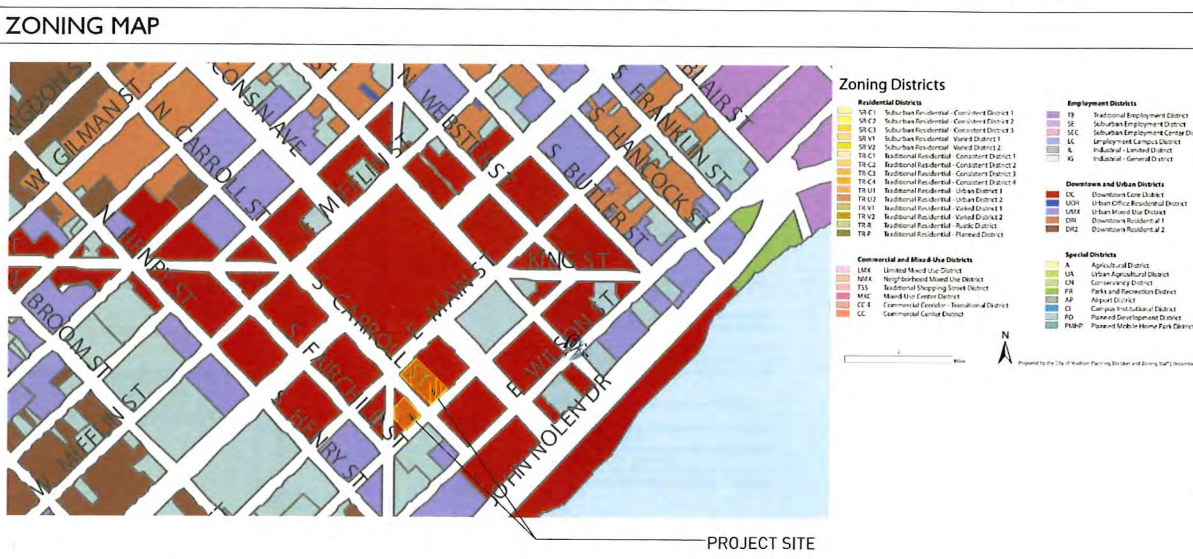 ZONING MAP
Zoning Districts
Residential Districts
SR-C1 Suburban Residential - Consistent District 1
SR-C2 Suburban Residential - Consistent District 2
SR-C3 Suburban Residential - Consistent District 3
SR-V1 Suburban Residential - Varied District 1
SR-V2 Suburban Residential - Varied District 2
TR-C1 Traditional Residential - Consistent District 1
TR-C2 Traditional Residential - Consistent District 2
TR-C3 Traditional Residential - Consistent District 3
TR-C4 Traditional Residential - Consistent District 4
TR-U1 Traditional Residential - Urban District 1
TR-U2 Traditional Residential - Urban District 2
TR-V1 Traditional Residential - Varied District 1
TR-V2 Traditional Residential - Varied District 2
TR-R Traditional Residential - Rustic District
TR-P Traditional Residential - Planned District
Commercial and Mixed-Use Districts
LMX Limited Mixed Use District
NMX Neighborhood Mixed Use District
TSS Traditional Shopping Street District
MXC Mixed-Use Center District
CC-T Commercial Corridor - Transitional District
CC Commercial Center District
Employment Districts
TE Traditional Employment District
SE Suburban Employment District
SEC Suburban Employment Center Di
EC Employment Campus District
IL Industrial - Limited District
IG Industrial - General District
Downtown and Urban Districts
DC Downtown Core District
UOR Urban Office Residential District
UMX Urban Mixed Use District
DR1 Downtown Residential 1
DR2 Downtown Residential 2
Special Districts
A Agricultural District
UA Urban Agricultural District
CN Conservancy District
PR Parks and Recreation District
AP Airport District
CI Campus Institutional District
PD Planned Development District
PMHP Planned Mobile Home Park District
N
Prepared by the City of Madison Planning Division and Zoning Staff |
NGDON S
W GILMAN ST
N CARROLL ST
CONSIN AVE
ST
N WEBSTER ST
S FRANKLIN ST
BLAIR ST
S HANCOCK ST
S BUTLER ST
MIFFLIN
N HENRY ST
KING ST
E MAIN ST
S CARROLL ST
E WILSON ST
BROOM ST
S FAIRCHILD ST
S HENRY ST
W MIFFLIN ST
JOHN NOLEN DR
PROJECT SITE